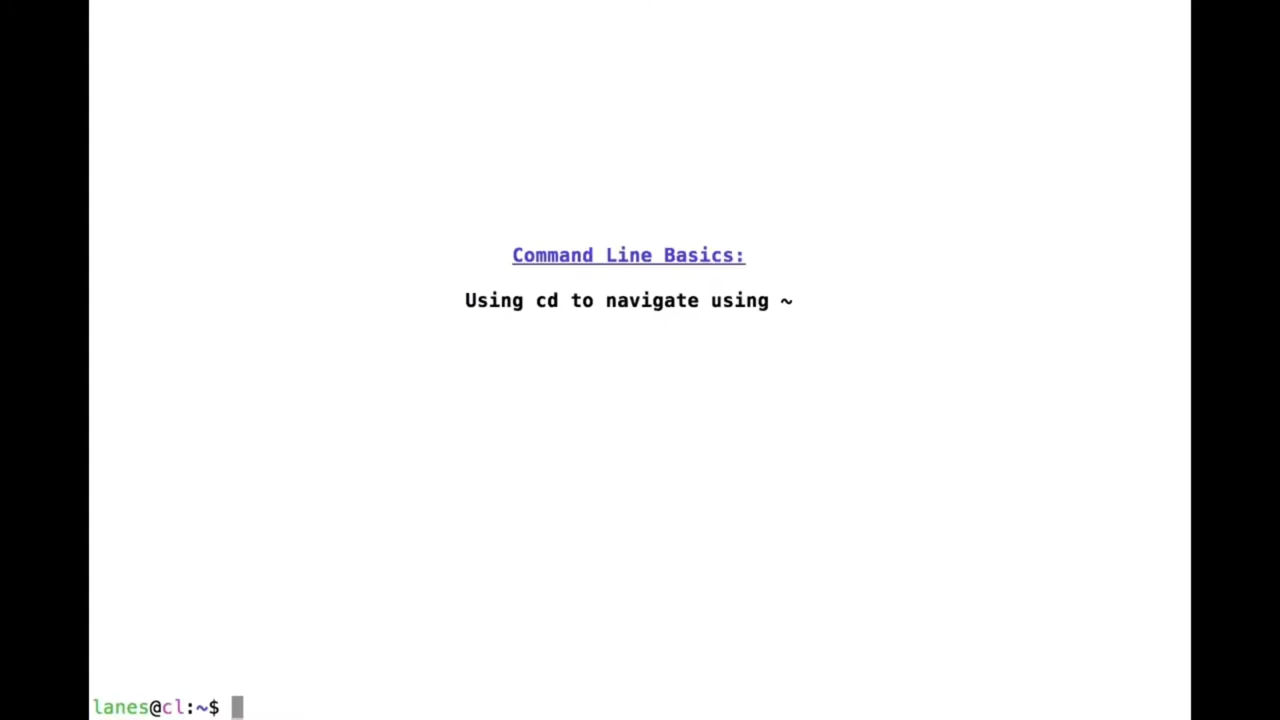 Command Line Basics:
Using cd to navigate using ~
lanes@cl:~$